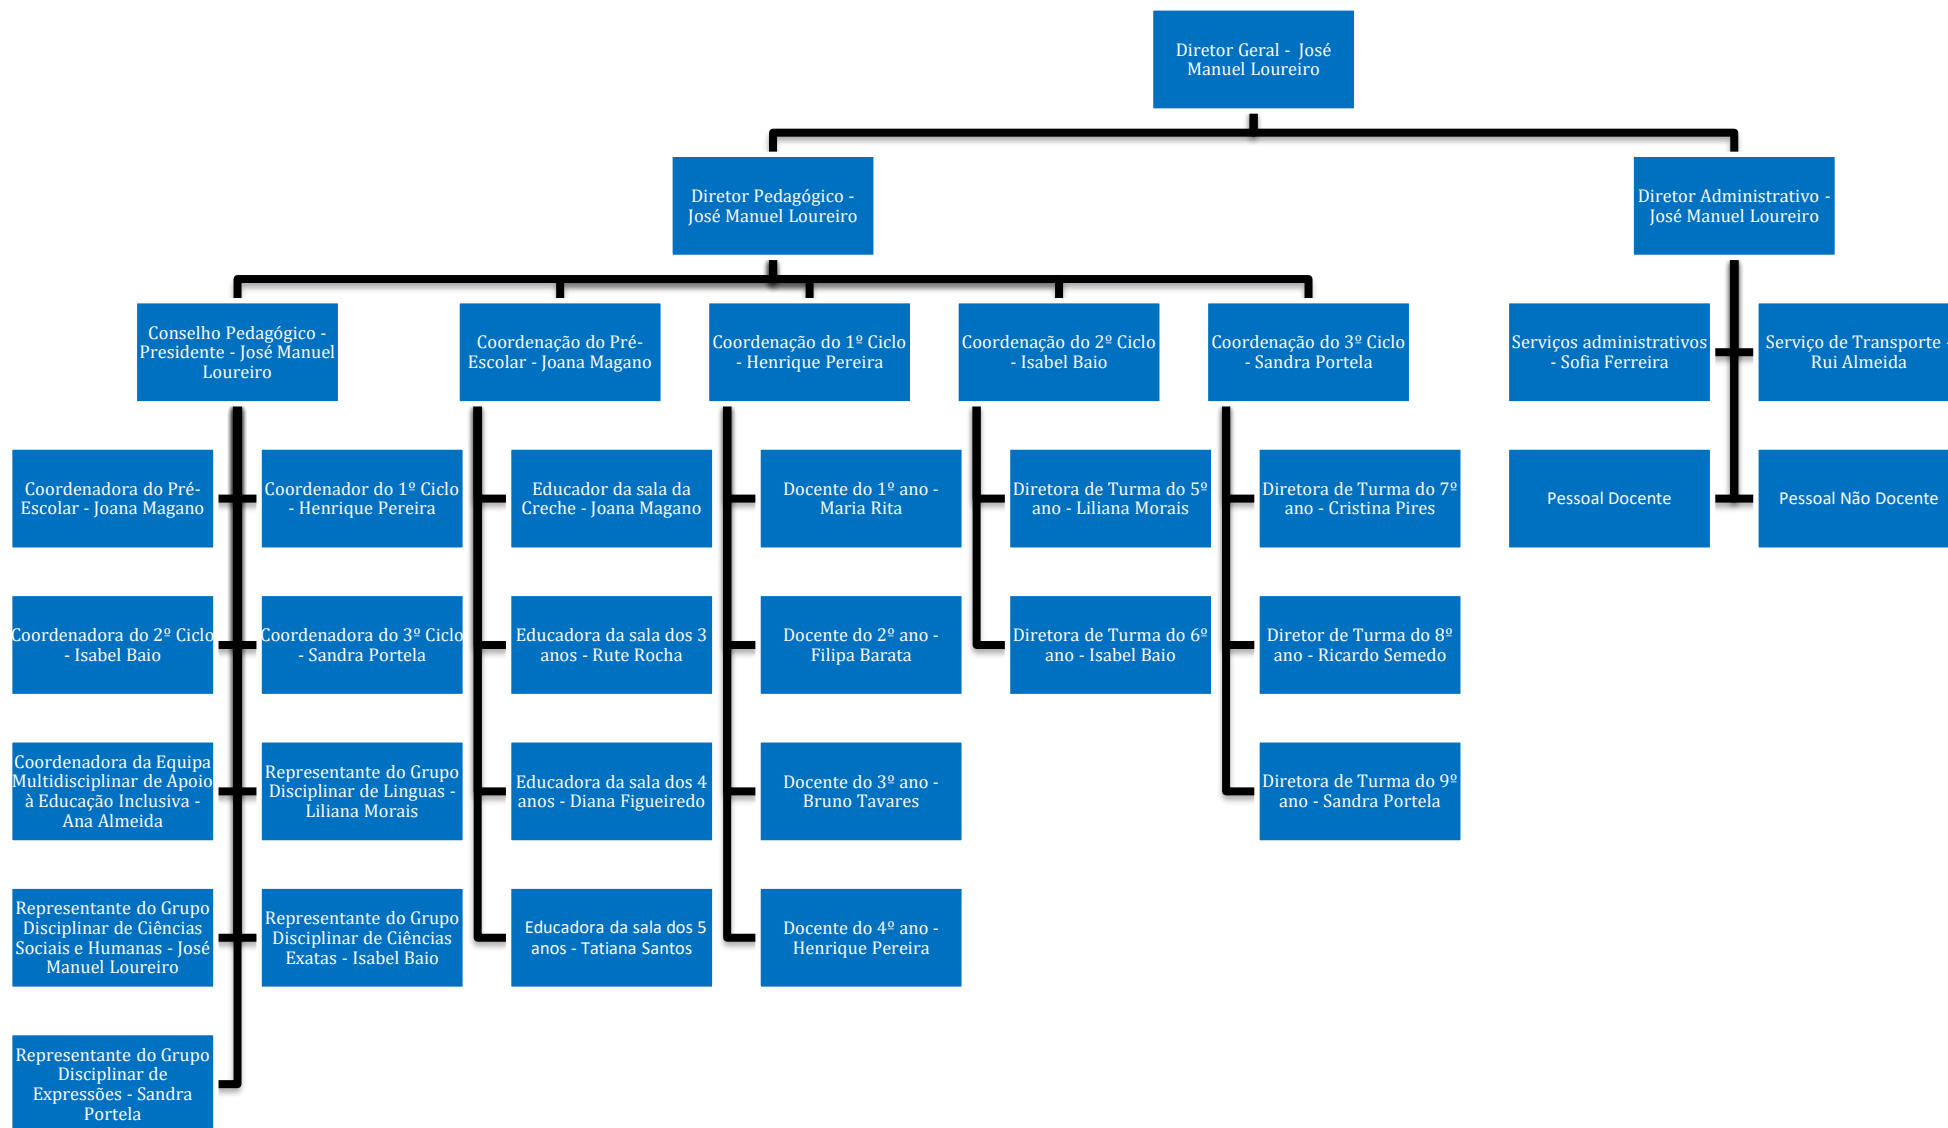 Diretor Geral - José
Manuel Loureiro
Diretor Pedagógico -
José Manuel Loureiro
Diretor Administrativo -
José Manuel Loureiro
Conselho Pedagógico -
Presidente - José Manuel
Loureiro
Coordenação do Pré-
Escolar - Joana Magano
Coordenação do 1º Ciclo
- Henrique Pereira
Coordenação do 2º Ciclo
- Isabel Baio
Coordenação do 3º Ciclo
- Sandra Portela
Serviços administrativos
- Sofia Ferreira
Serviço de Transporte -
Rui Almeida
Coordenadora do Pré-
Escolar - Joana Magano
Coordenador do 1º Ciclo
- Henrique Pereira
Educador da sala da
Creche - Joana Magano
Docente do 1º ano -
Maria Rita
Diretora de Turma do 5º
ano - Liliana Morais
Diretora de Turma do 7º
ano - Cristina Pires
Pessoal Docente
Pessoal Não Docente
Coordenadora do 2º Ciclo
- Isabel Baio
Coordenadora do 3º Ciclo
- Sandra Portela
Educadora da sala dos 3
anos - Rute Rocha
Docente do 2º ano -
Filipa Barata
Diretora de Turma do 6º
ano - Isabel Baio
Diretor de Turma do 8º
ano - Ricardo Semedo
Coordenadora da Equipa
Multidisciplinar de Apoio
à Educação Inclusiva -
Ana Almeida
Representante do Grupo
Disciplinar de Linguas -
Liliana Morais
Educadora da sala dos 4
anos - Diana Figueiredo
Docente do 3º ano -
Bruno Tavares
Diretora de Turma do 9º
ano - Sandra Portela
Representante do Grupo
Disciplinar de Ciências
Sociais e Humanas - José
Manuel Loureiro
Representante do Grupo
Disciplinar de Ciências
Exatas - Isabel Baio
Educadora da sala dos 5
anos - Tatiana Santos
Docente do 4º ano -
Henrique Pereira
Representante do Grupo
Disciplinar de
Expressões - Sandra
Portela